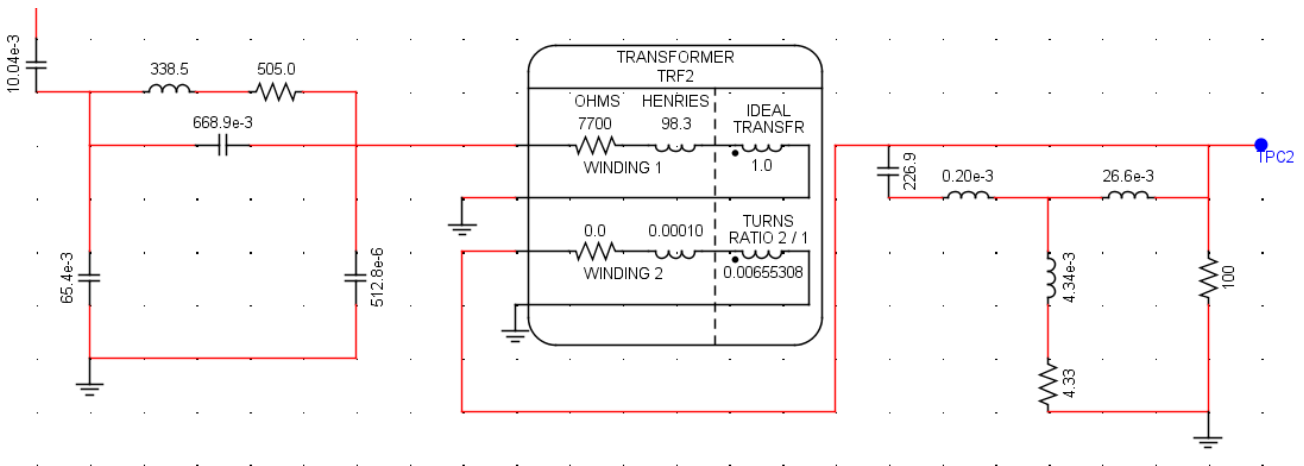 10.04e-3
338.5
505.0
668.9e-3
65.4e-3
512.8e-6
TRANSFORMER
TRF2
OHMS HENRIES
7700 98.3
IDEAL
TRANSFR
WINDING 1
1.0
0.0 0.00010
TURNS
RATIO 2 / 1
WINDING 2
0.00655308
226.9
0.20e-3
26.6e-3
4.34e-3
4.33
100
TPC2